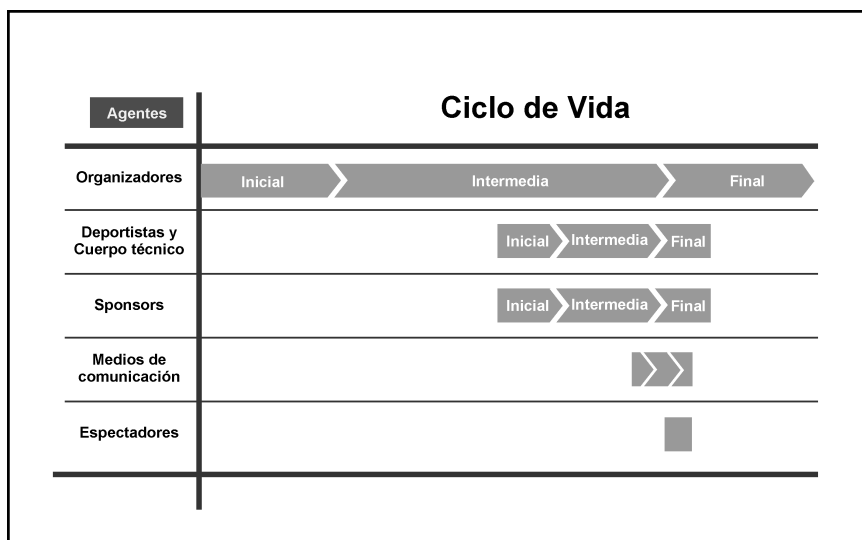 Agentes
Ciclo de Vida
Organizadores
Inicial
Intermedia
Final
Deportistas y
Cuerpo técnico
Inicial
Intermedia
Final
Sponsors
Inicial
Intermedia
Final
Medios de
comunicación
Espectadores